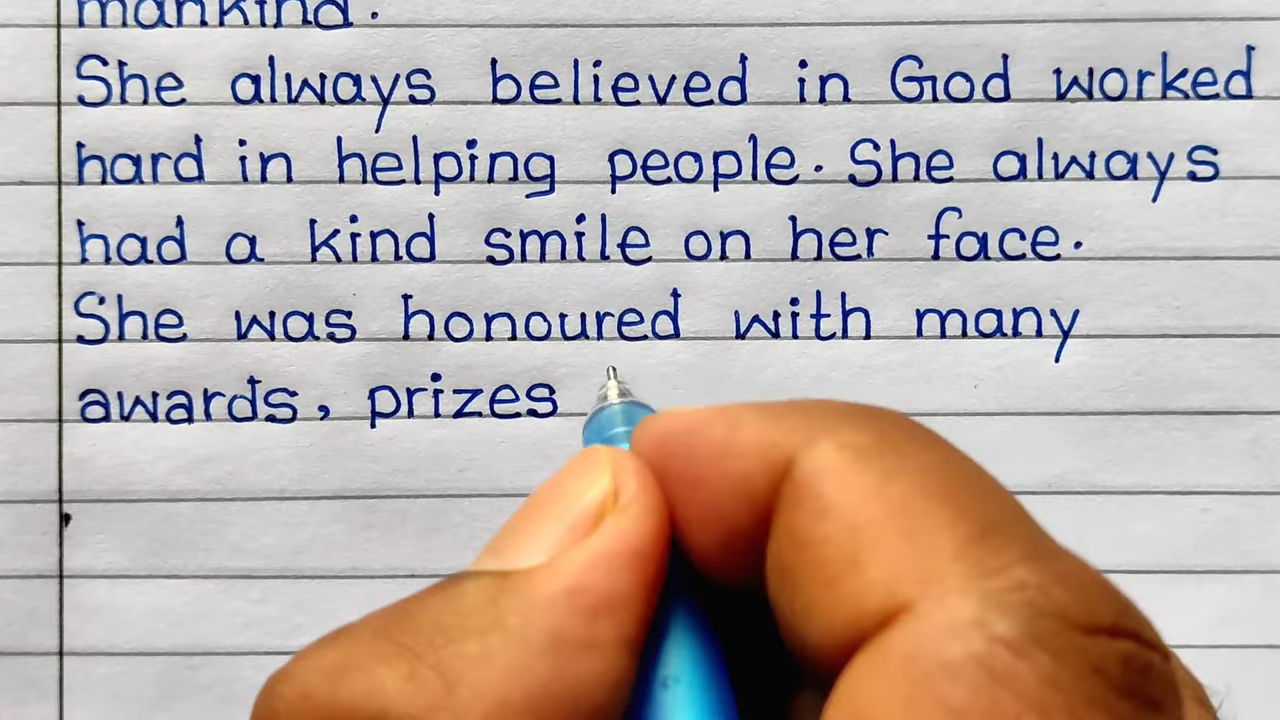 mankind.
She always believed in God worked
hard in helping people. She always
had a kind smile on her face.
She was honoured with many
awards, prizes